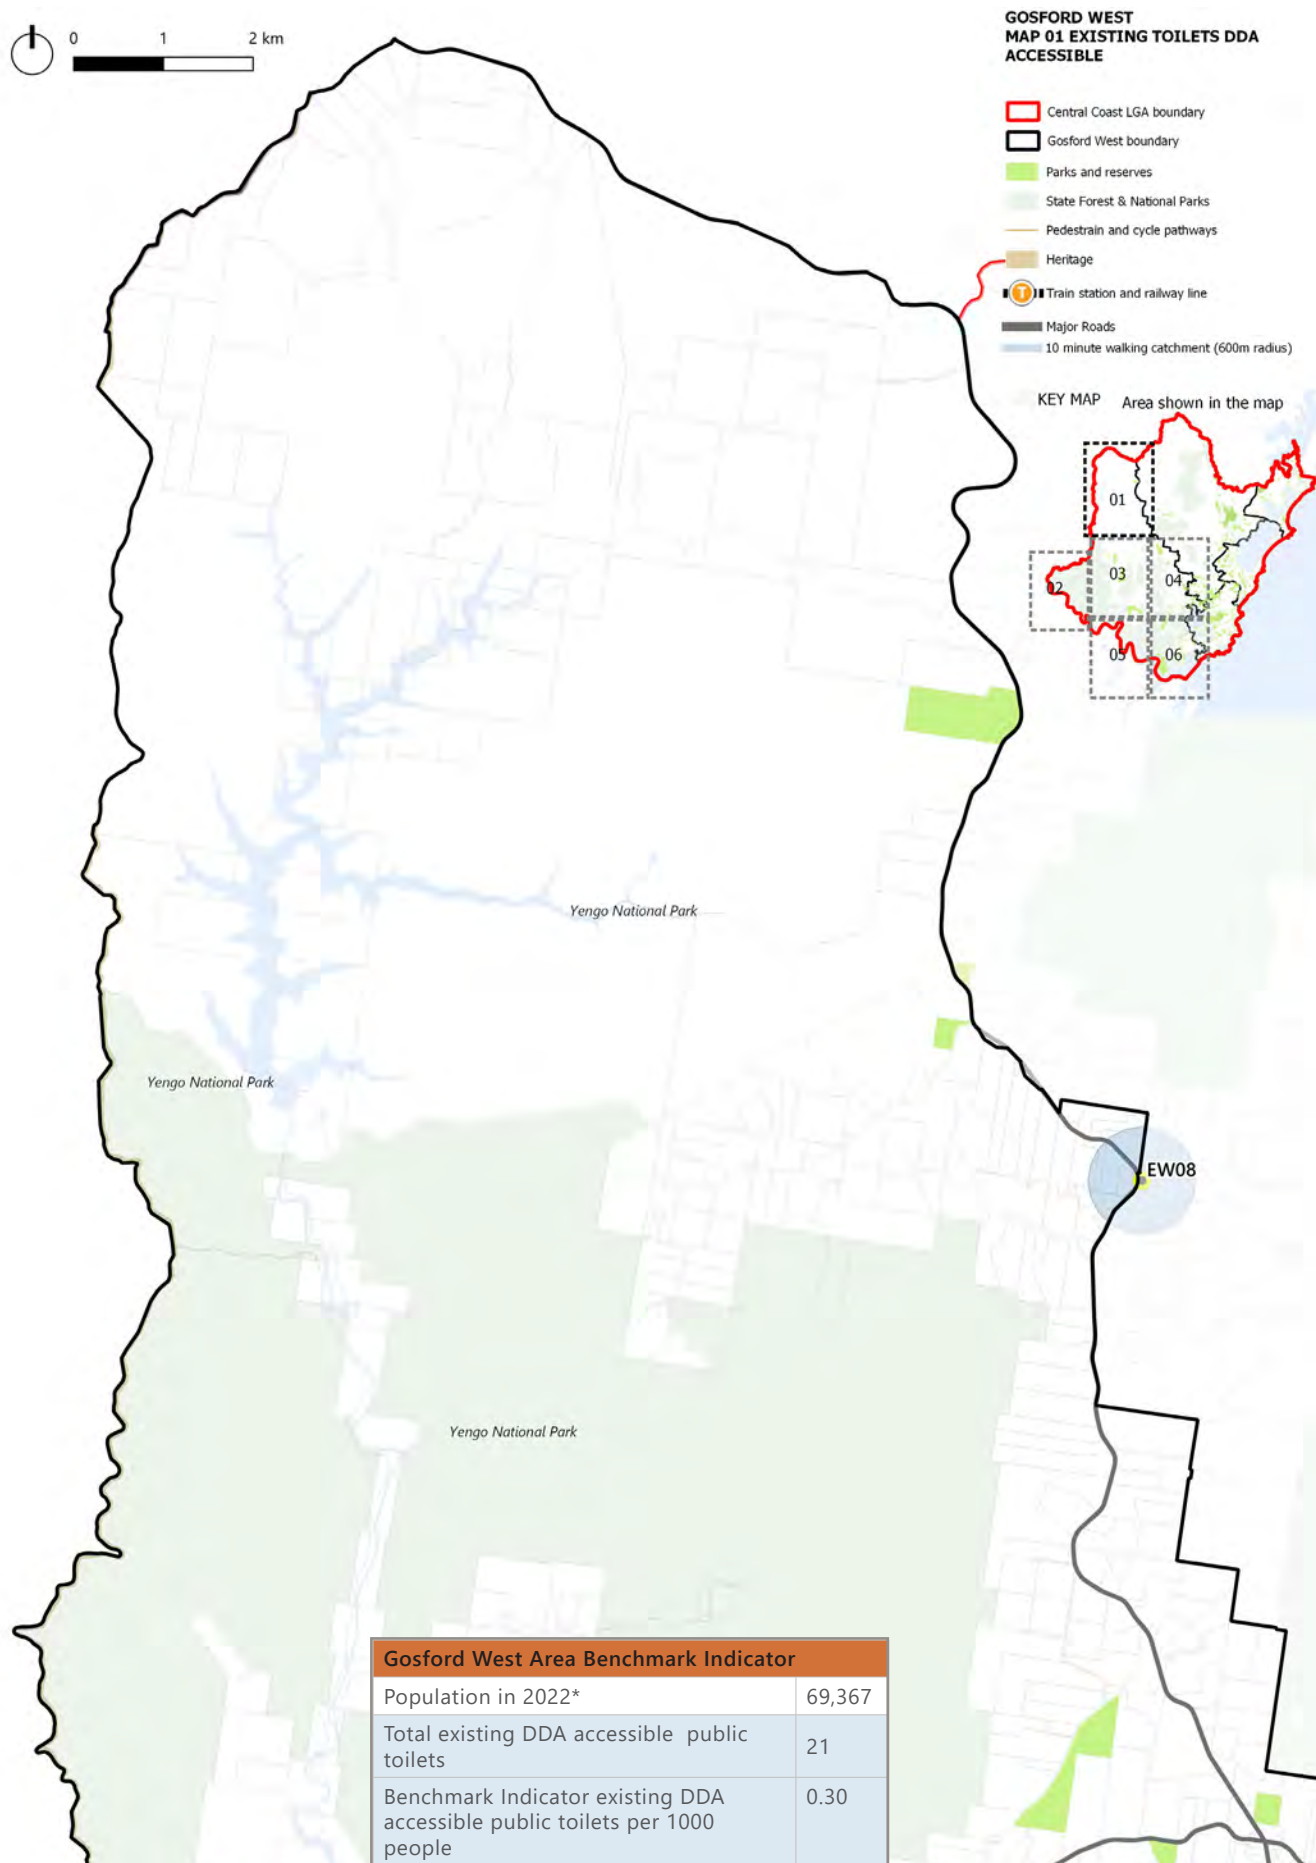 0 1 2 km
GOSFORD WEST
MAP 01 EXISTING TOILETS DDA
ACCESSIBLE
Central Coast LGA boundary
Gosford West boundary
Parks and reserves
State Forest & National Parks
Pedestrain and cycle pathways
Heritage
T Train station and railway line
Major Roads
10 minute walking catchment (600m radius)
KEY MAP Area shown in the map
01
02
03
04
05
06
Yengo National Park
Yengo National Park
EW08
Yengo National Park
Gosford West Area Benchmark Indicator
Population in 2022* 69,367
Total existing DDA accessible public
toilets 21
Benchmark Indicator existing DDA 0.30
accessible public toilets per 1000
people